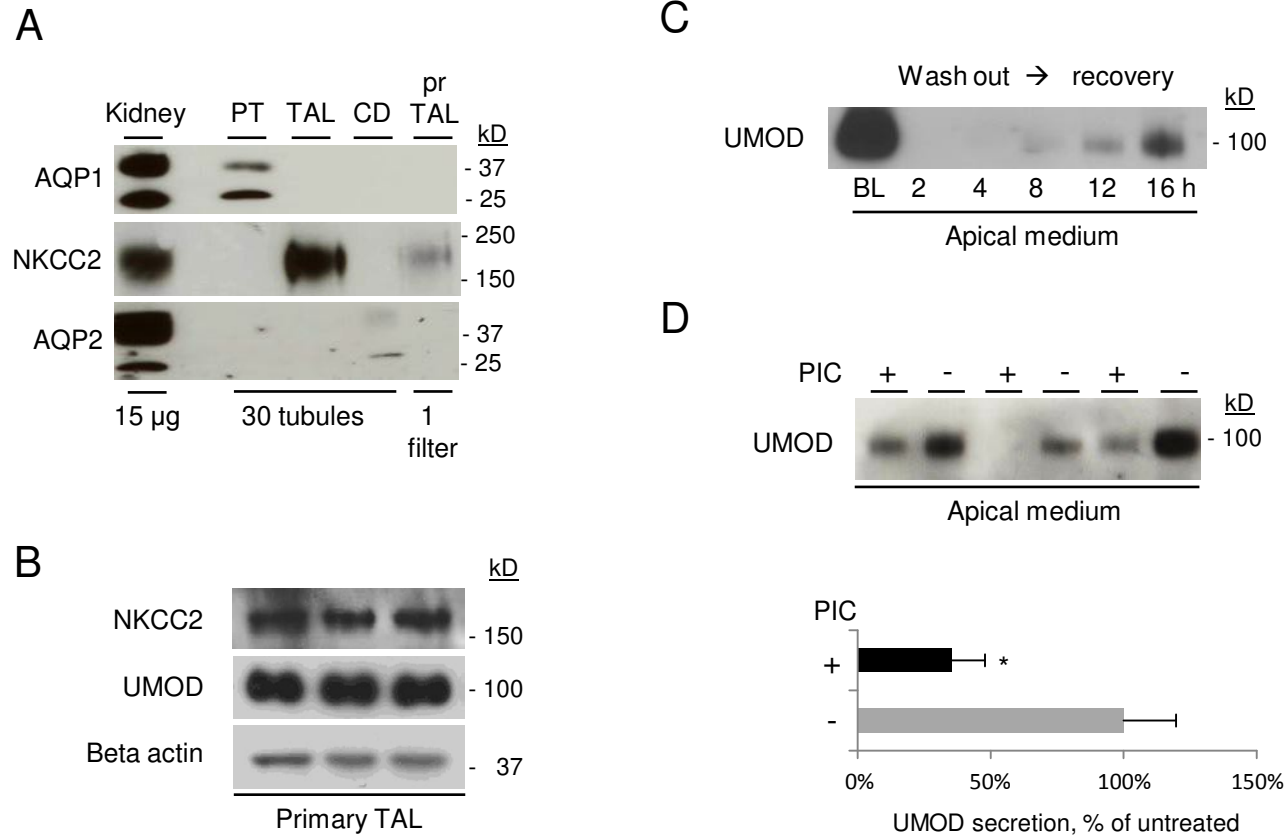 A
Kidney PT TAL CD pr TAL
kD
AQP1
- 37
- 25
NKCC2
- 250
- 150
AQP2
- 37
- 25
15 µg
30 tubules
1
filter
B
kD
NKCC2
- 150
UMOD
- 100
Beta actin
- 37
Primary TAL
C
Wash out → recovery
kD
UMOD
- 100
BL 2 4 8 12 16 h
Apical medium
D
PIC + - + - + -
kD
UMOD
- 100
Apical medium
PIC
+
*
-
0% 50% 100% 150%
UMOD secretion, % of untreated